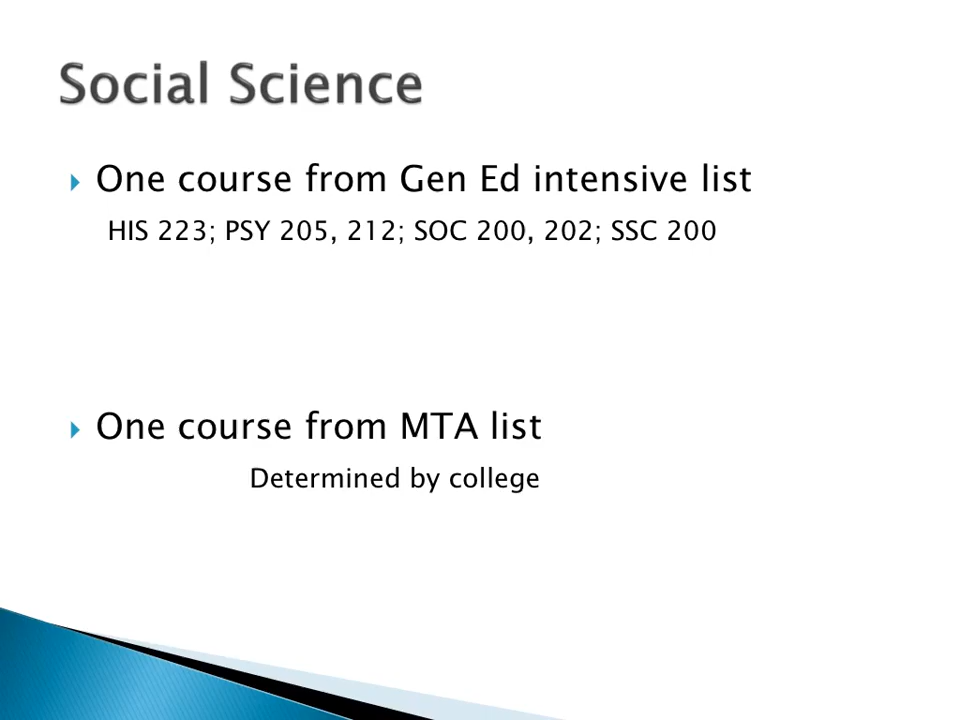 Social Science
One course from Gen Ed intensive list
HIS 223; PSY 205, 212; SOC 200, 202; SSC 200
One course from MTA list
Determined by college